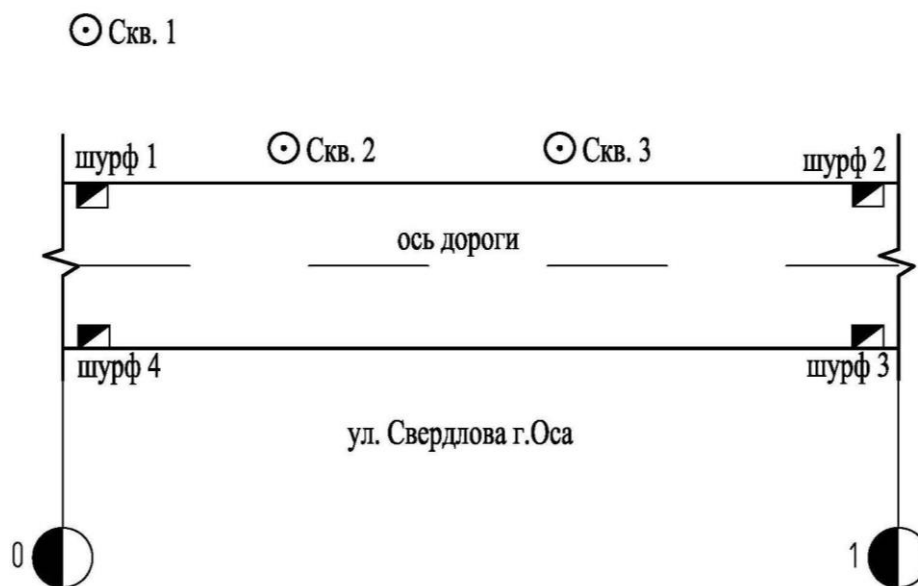 Скв. 1
шурф 1
Скв. 2
Скв. 3
шурф 2
ось дороги
шурф 4
шурф 3
ул. Свердлова г.Оса
0
1